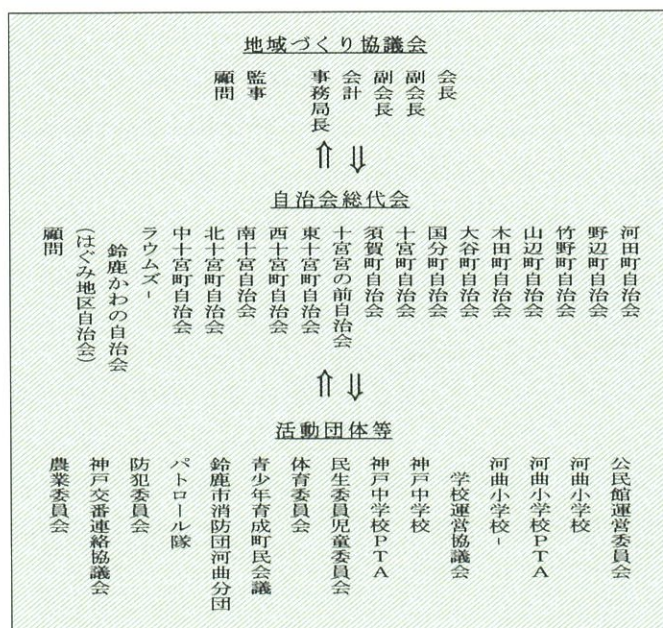 地域づくり協議会
会長
副会長
副会長
会計
事務局長
監事
顧問
⇑ ⇓
自治会総代会
河田町自治会
野辺町自治会
竹野町自治会
山辺町自治会
木田町自治会
大谷町自治会
国分町自治会
十宮町自治会
須賀町自治会
十宮宮の前自治会
東十宮町自治会
西十宮町自治会
南十宮自治会
北十宮町自治会
中十宮町自治会
ラウムズ-
鈴鹿かわの自治会
(はぐみ地区自治会)
顧問
⇑ ⇓
活動団体等
公民館運営委員会
河曲小学校
河曲小学校PTA
河曲小学校-
学校運営協議会
神戸中学校
神戸中学校PTA
民生委員児童委員会
体育委員会
青少年育成町民会議
鈴鹿市消防団河曲分団
パトロール隊
防犯委員会
神戸交番連絡協議会
農業委員会